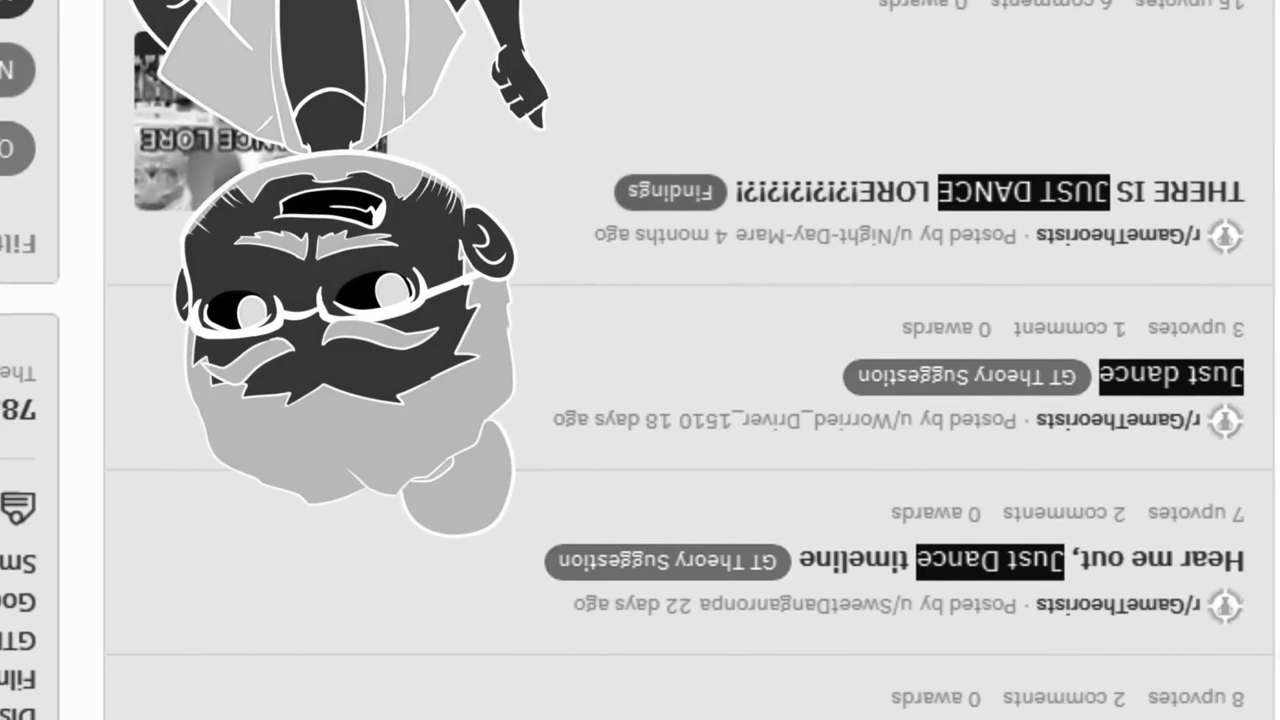 8 upvotes 2 comments 0 awards
r/GameTheorists · Posted by u/SweetDanganronpa 22 days ago
Hear me out, Just Dance timeline GT Theory Suggestion
7 upvotes 2 comments 0 awards
r/GameTheorists · Posted by u/Worried_Driver_1510 18 days ago
Just dance GT Theory Suggestion
3 upvotes 1 comment 0 awards
r/GameTheorists · Posted by u/Night-Day-Mare 4 months ago
THERE IS JUST DANCE LORE!?!?!?!?! Findings
DANCE LORE
15 upvotes 6 comments 0 awards
The